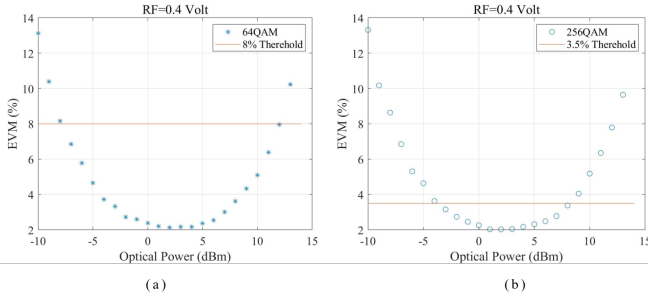 RF=0.4 Volt
14
12
10
8
6
4
2
EVM (%)
64QAM
8% Therehold
-10
-5
0
5
10
15
Optical Power (dBm)
(a)
RF=0.4 Volt
14
12
10
8
6
4
2
EVM (%)
256QAM
3.5% Therehold
-10
-5
0
5
10
15
Optical Power (dBm)
(b)